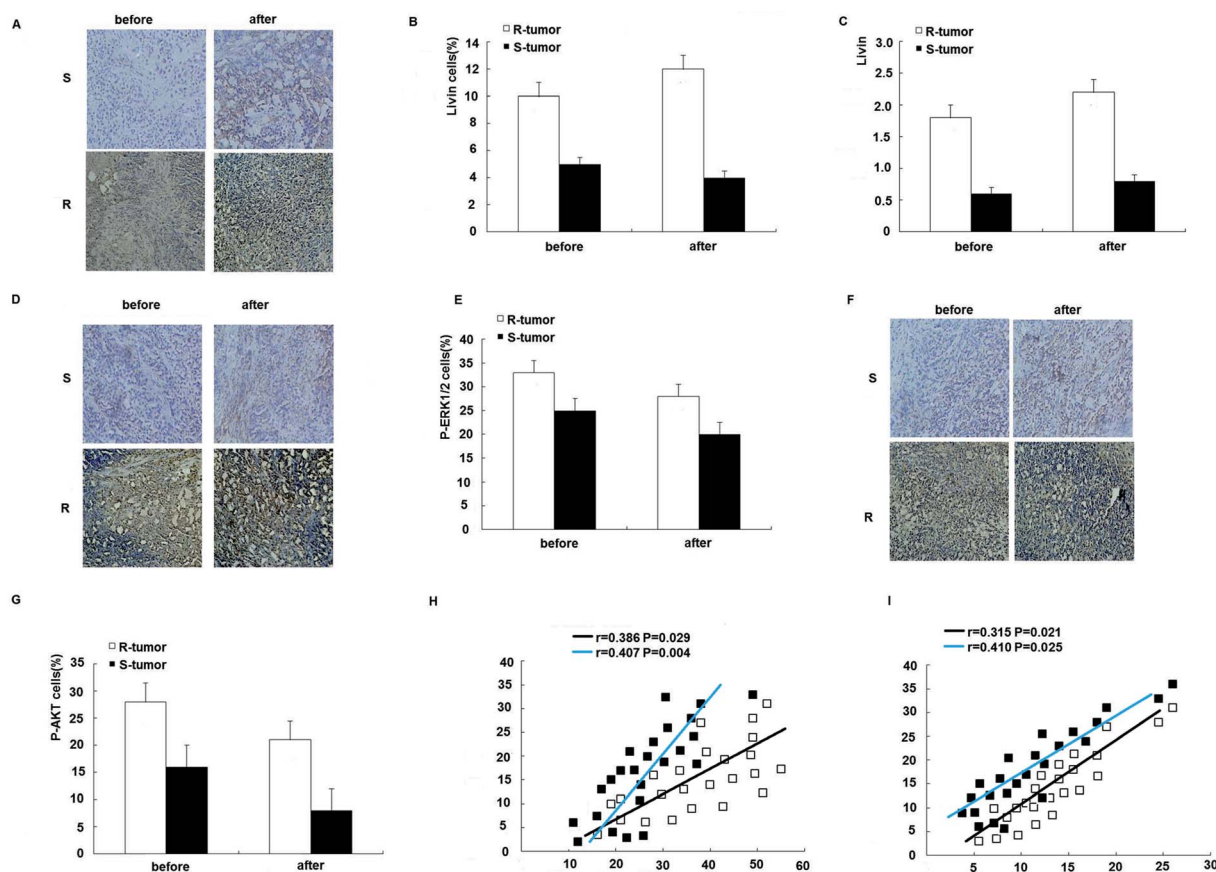 A
before after
S
R
B
R-tumor
S-tumor
Livin cells(%)
14
12
10
8
6
4
2
0
before after
C
R-tumor
S-tumor
Livin
3.0
2.6
2.1
1.5
1.0
0.5
0
before after
D
before after
S
R
E
R-tumor
S-tumor
P-ERK1/2 cells(%)
40
35
30
25
20
15
10
5
0
before after
F
before after
S
R
G
R-tumor
S-tumor
P-AKT cells(%)
35
30
25
20
15
10
5
0
before after
H
r=0.386 P=0.029
r=0.407 P=0.004
40
35
30
25
20
15
10
5
0
10 20 30 40 50 60
I
r=0.315 P=0.021
r=0.410 P=0.025
40
35
30
25
20
15
10
5
0
5 10 15 20 25 30